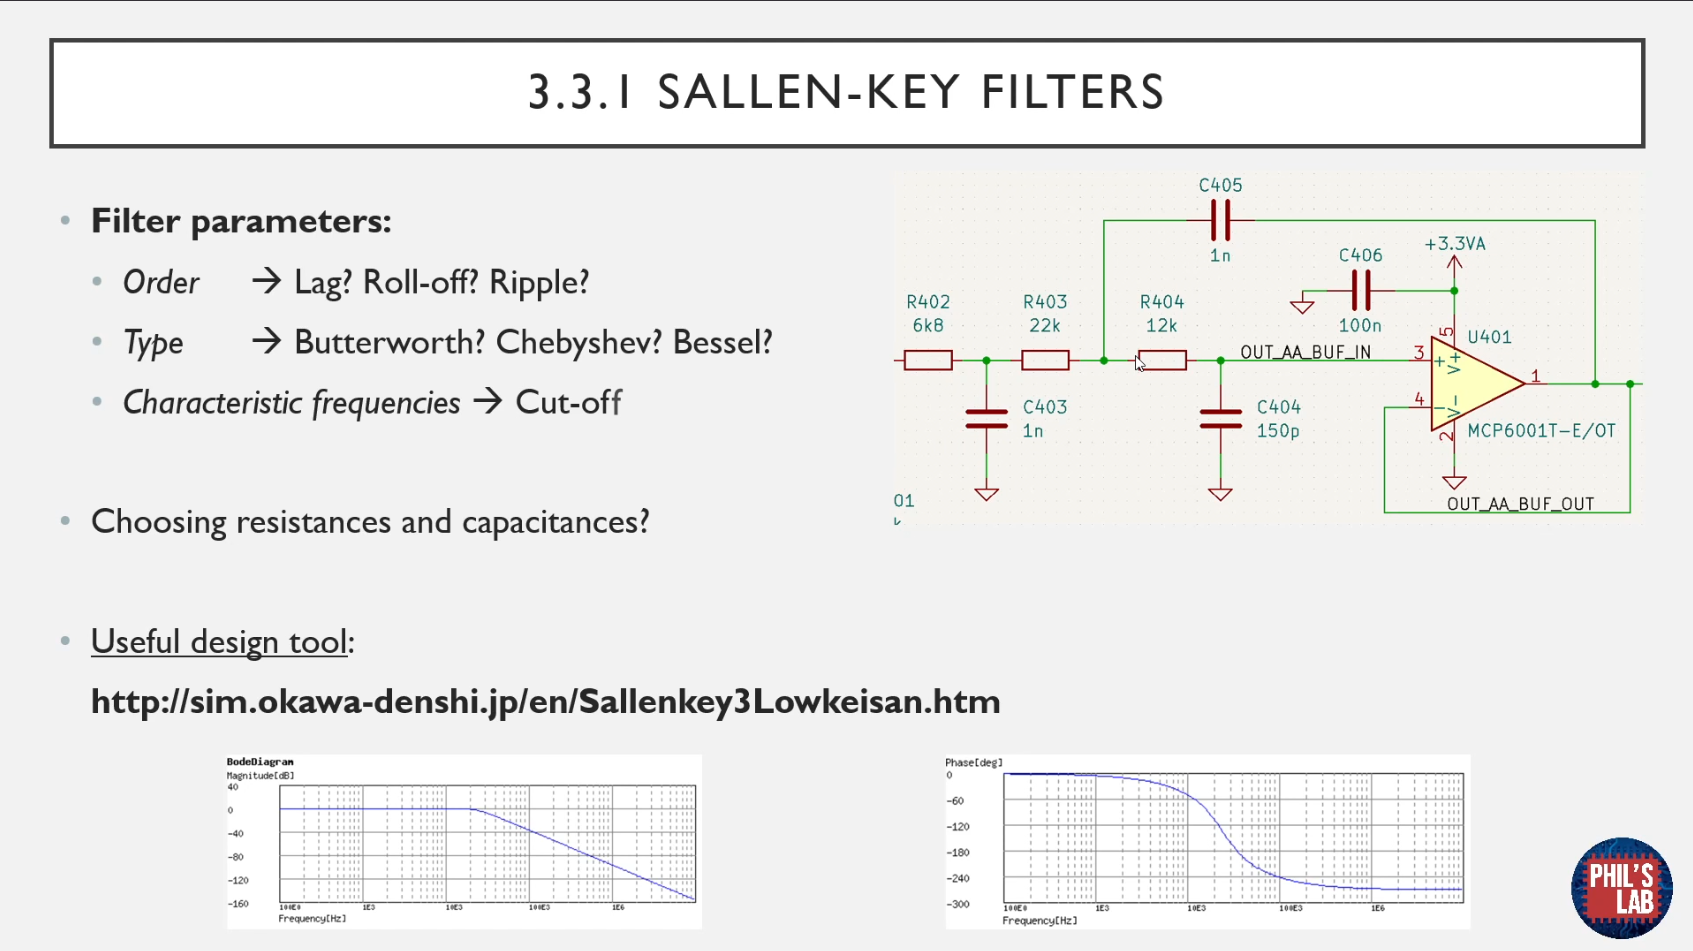 3.3.1 SALLEN-KEY FILTERS
• Filter parameters:
• Order → Lag? Roll-off? Ripple?
• Type → Butterworth? Chebyshev? Bessel?
• Characteristic frequencies → Cut-off
• Choosing resistances and capacitances?
• Useful design tool:
http://sim.okawa-denshi.jp/en/Sallenkey3Lowkeisan.htm
C405
1n
+3.3VA
C406
100n
R402
6k8
R403
22k
R404
12k
OUT_AA_BUF_IN
U401
3
5
+
V+
1
4
-
V-
2
MCP6001T-E/OT
C403
1n
C404
150p
01
OUT_AA_BUF_OUT
BodeDiagram
Magnitude[dB]
40
0
-40
-80
-120
-160
100E0 1E3 10E3 100E3 1E6
Frequency[Hz]
Phase[deg]
0
-60
-120
-180
-240
-300
100E0 1E3 10E3 100E3 1E6
Frequency[Hz]
PHIL'S
LAB